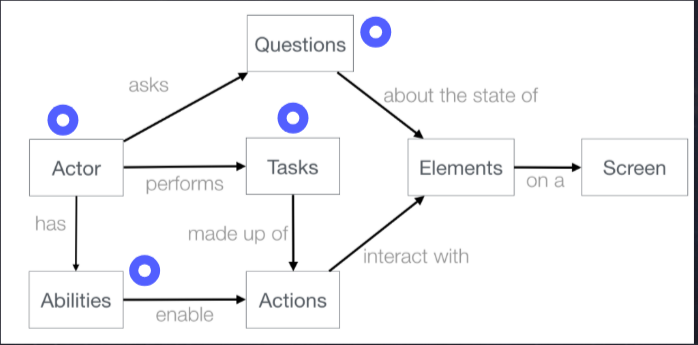 Questions
asks
about the state of
Actor
Tasks
Elements
Screen
performs
on a
has
made up of
interact with
Abilities
Actions
enable